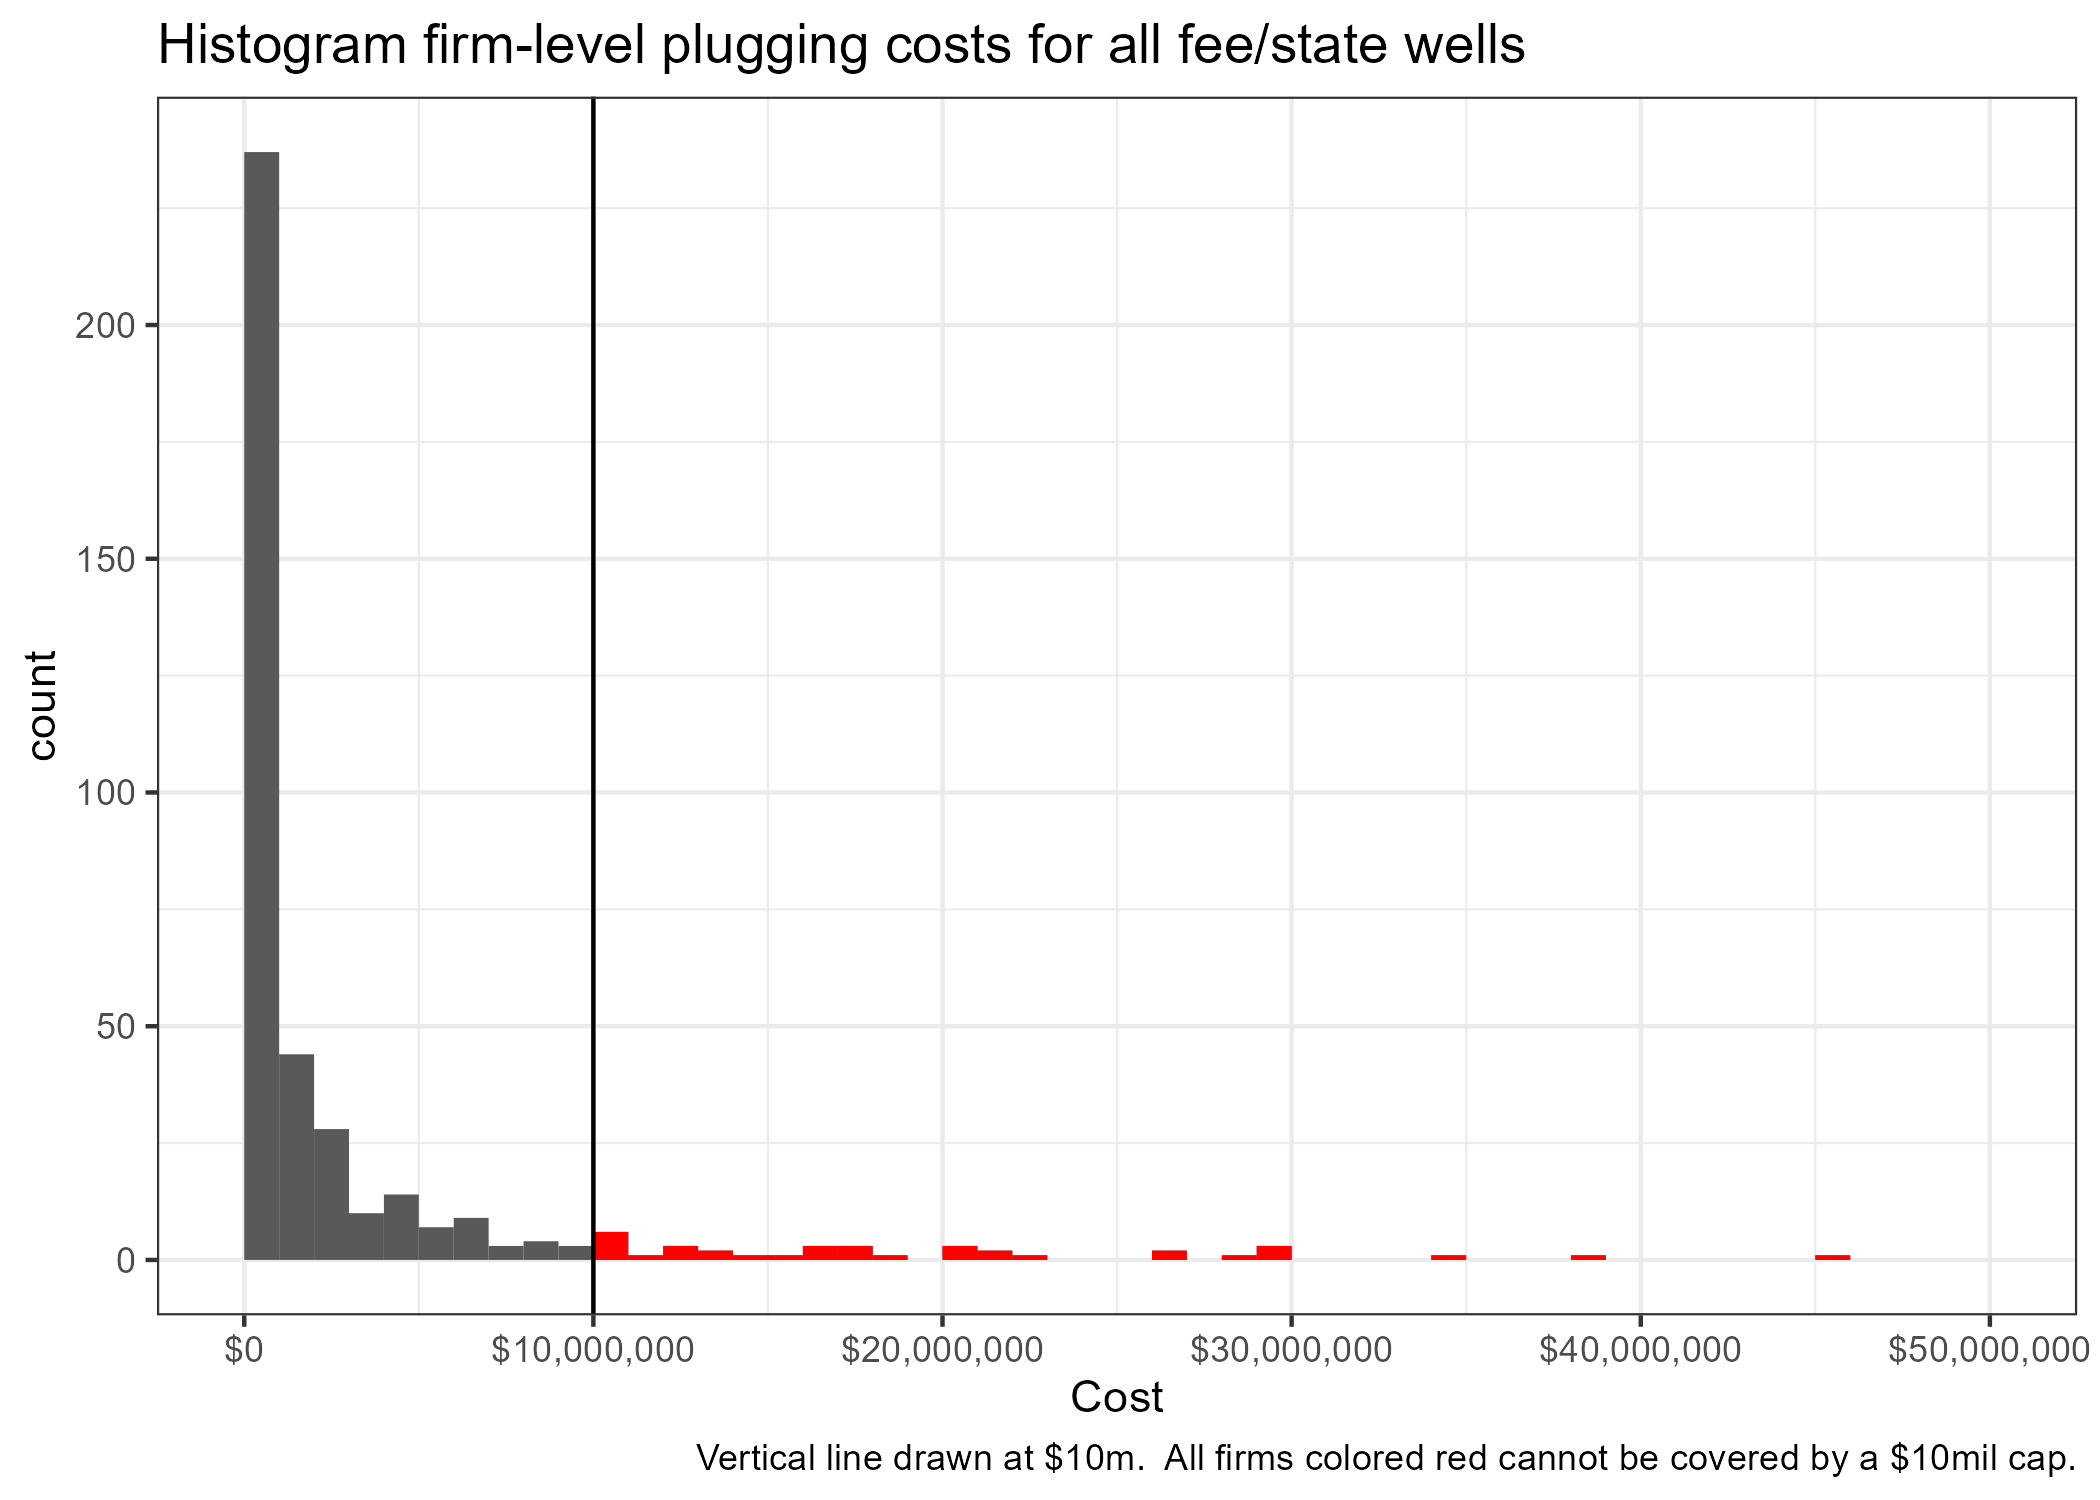 Histogram firm-level plugging costs for all fee/state wells
count
200
150
100
50
0
$0 $10,000,000 $20,000,000 $30,000,000 $40,000,000 $50,000,000
Cost
Vertical line drawn at $10m.  All firms colored red cannot be covered by a $10mil cap.